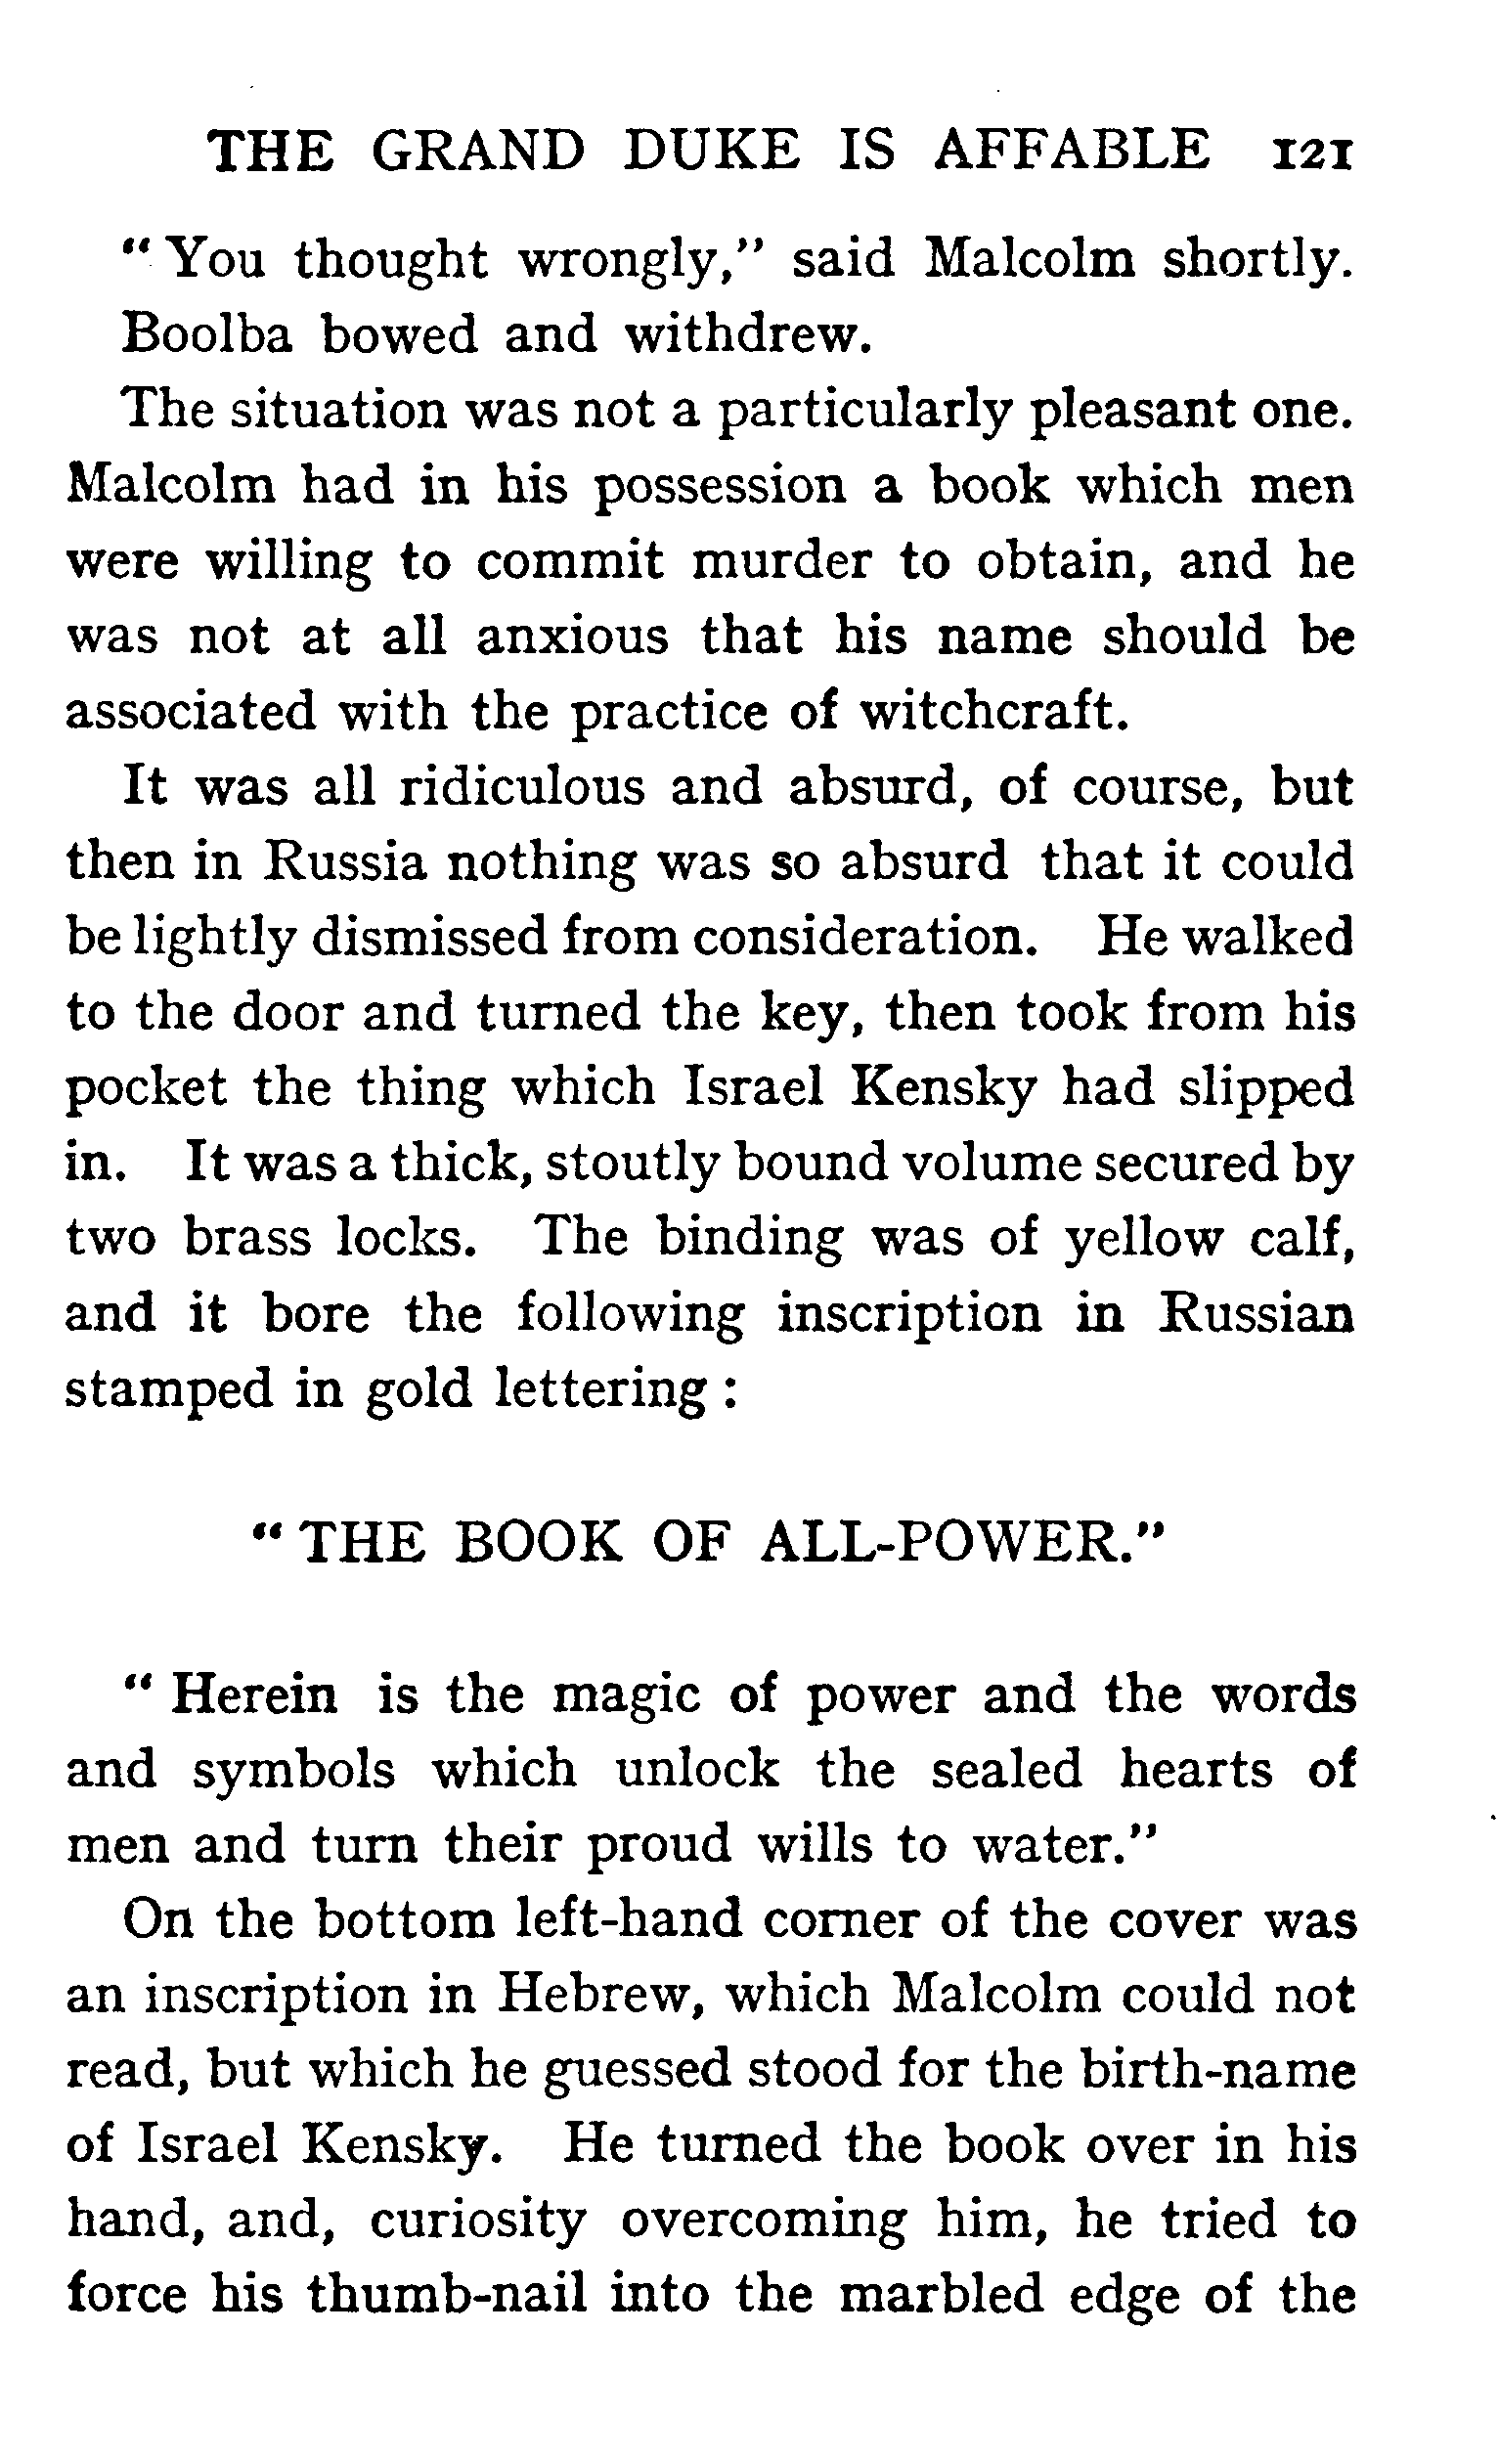 THE GRAND DUKE IS AFFABLE 121
“ You thought wrongly,” said Malcolm shortly.
Boolba bowed and withdrew.
The situation was not a particularly pleasant one.
Malcolm had in his possession a book which men
were willing to commit murder to obtain, and he
was not at all anxious that his name should be
associated with the practice of witchcraft.
It was all ridiculous and absurd, of course, but
then in Russia nothing was so absurd that it could
be lightly dismissed from consideration. He walked
to the door and turned the key, then took from his
pocket the thing which Israel Kensky had slipped
in. It was a thick, stoutly bound volume secured by
two brass locks. The binding was of yellow calf,
and it bore the following inscription in Russian
stamped in gold lettering :
“ THE BOOK OF ALL-POWER.”
“ Herein is the magic of power and the words
and symbols which unlock the sealed hearts of
men and turn their proud wills to water.”
On the bottom left-hand corner of the cover was
an inscription in Hebrew, which Malcolm could not
read, but which he guessed stood for the birth-name
of Israel Kensky. He turned the book over in his
hand, and, curiosity overcoming him, he tried to
force his thumb-nail into the marbled edge of the